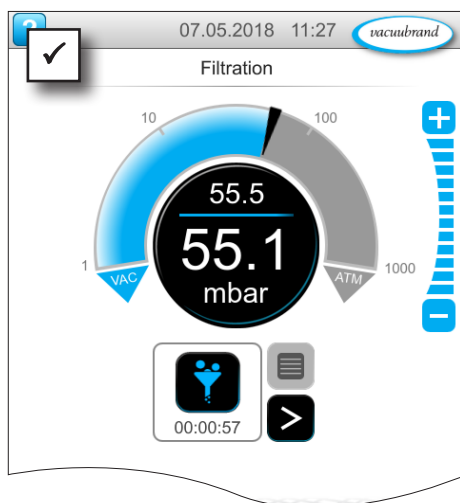 ?
07.05.2018 11:27 vacuubrand
Filtration
10
100
55.5
55.1
mbar
1
VAC
ATM
1000
00:00:57